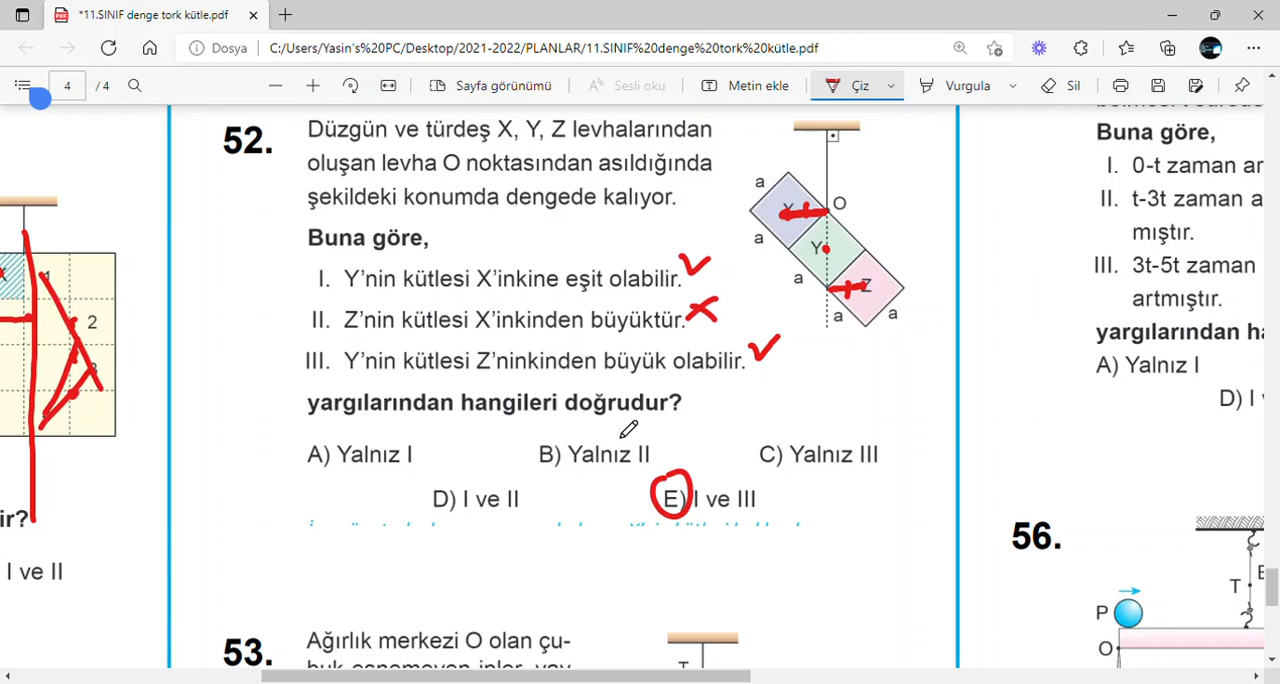 *11.SINIF denge tork kütle.pdf
Dosya
C:/Users/Yasin's%20PC/Desktop/2021-2022/PLANLAR/11.SINIF%20denge%20tork%20kütle.pdf
4 / 4
Sayfa görünümü
Sesli oku
Metin ekle
Çiz
Vurgula
Sil
52. Düzgün ve türdeş X, Y, Z levhalarından
oluşan levha O noktasından asıldığında
şekildeki konumda dengede kalıyor.
Buna göre,
I. Y'nin kütlesi X'inkine eşit olabilir.
II. Z'nin kütlesi X'inkinden büyüktür.
III. Y'nin kütlesi Z'ninkinden büyük olabilir.
yargılarından hangileri doğrudur?
A) Yalnız I
B) Yalnız II
C) Yalnız III
D) I ve II
E) I ve III
a
O
X
a
Y
a
Z
a
a
1
2
ir?
I ve II
53. Ağırlık merkezi O olan çu-
Buna göre,
I. 0-t zaman ar
II. t-3t zaman a
mıştır.
III. 3t-5t zaman
artmıştır.
yargılarından ha
A) Yalnız I
D) I
56.
T
P
O